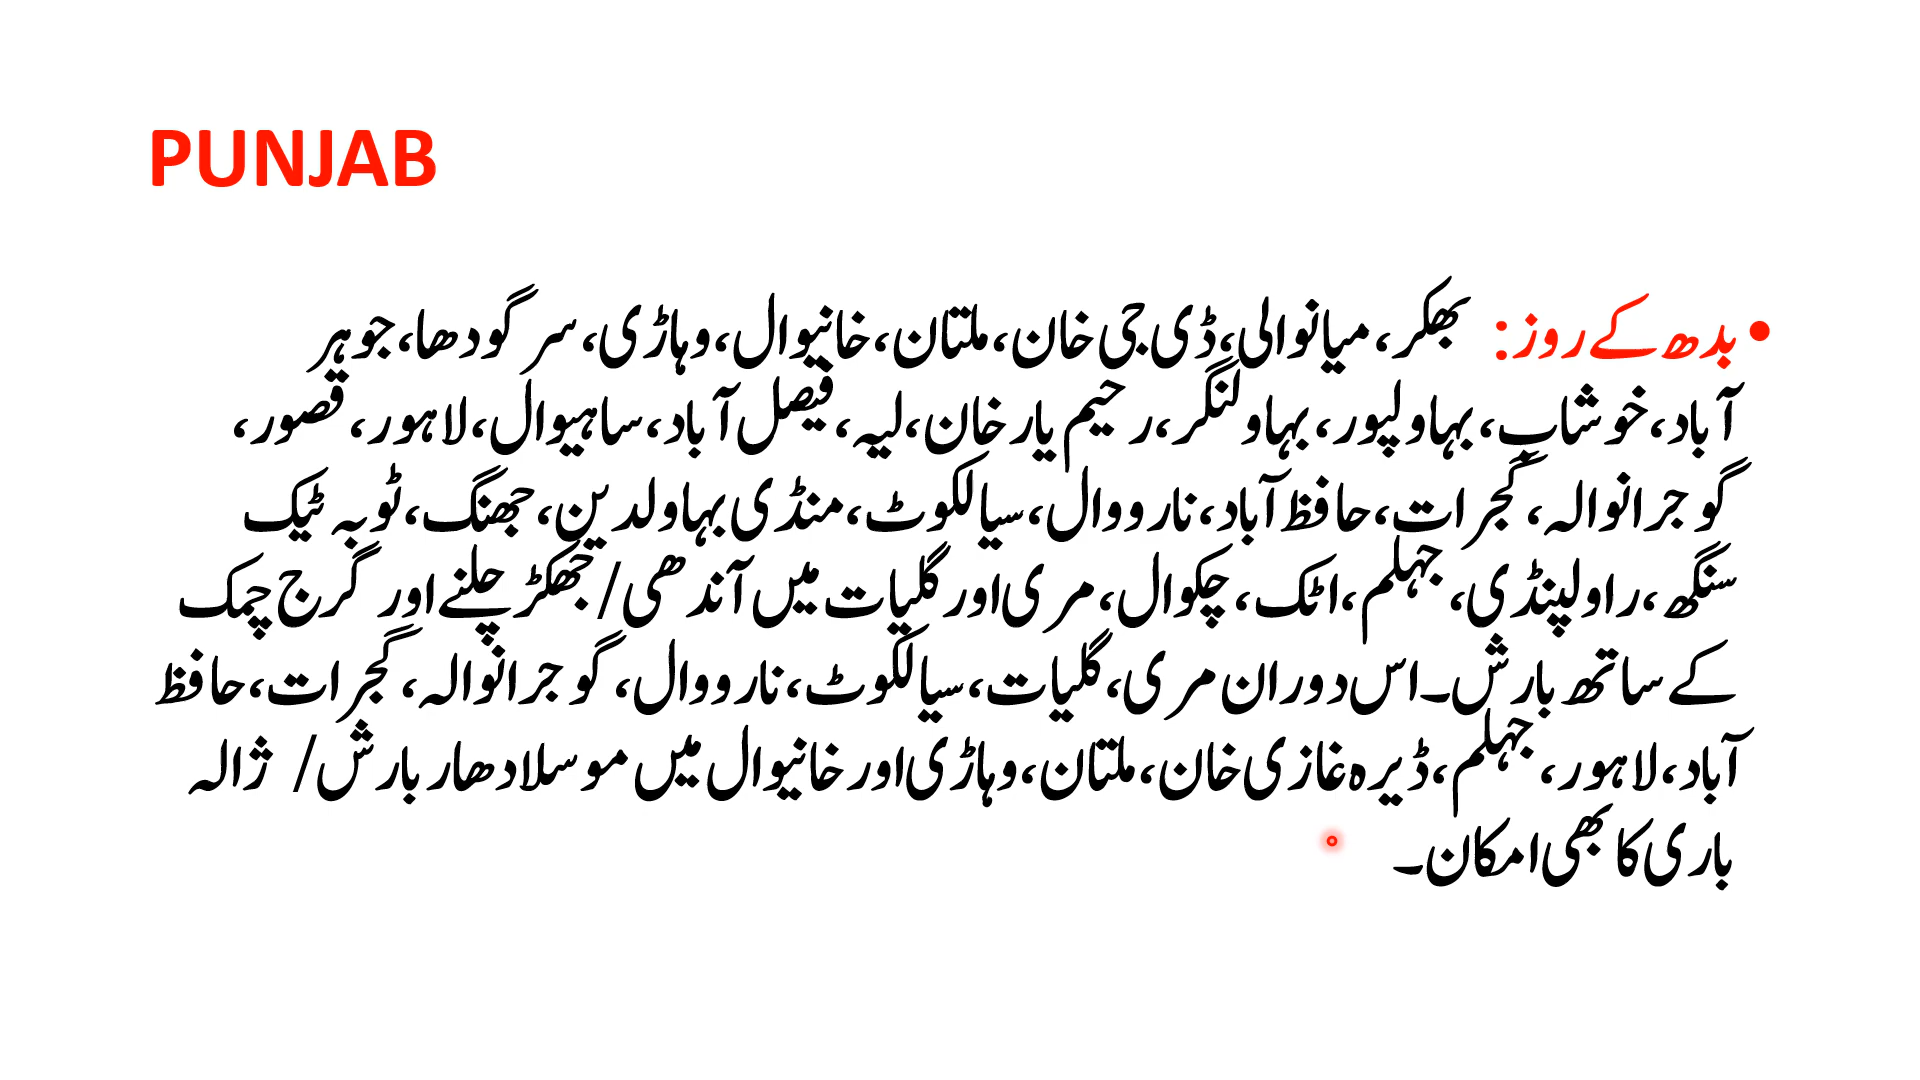 PUNJAB
• بدھ کے روز: بھکر، میانوالی،ڈی جی خان،ملتان،خانیوال،وہاڑی،سرگودھا،جوہر
آباد،خوشاب،بہاولپور،بہاولنگر،رحیم یار خان،لیہ،فیصل آباد،ساہیوال،لاہور،قصور،
گوجرانوالہ،گجرات،حافظ آباد،نارووال،سیالکوٹ،منڈی بہاولدین،جھنگ،ٹوبہ ٹیک
سنگھ،راولپنڈی،جہلم،اٹک،چکوال،مری اور گلیات میں آندھی/جھکڑ چلنے اور گرج چمک
کے ساتھ بارش۔اس دوران مری،گلیات،سیالکوٹ،نارووال،گوجرانوالہ،گجرات،حافظ
آباد،لاہور،جہلم،ڈیرہ غازی خان،ملتان،وہاڑی اور خانیوال میں موسلادھار بارش/ ژالہ
باری کا بھی امکان۔